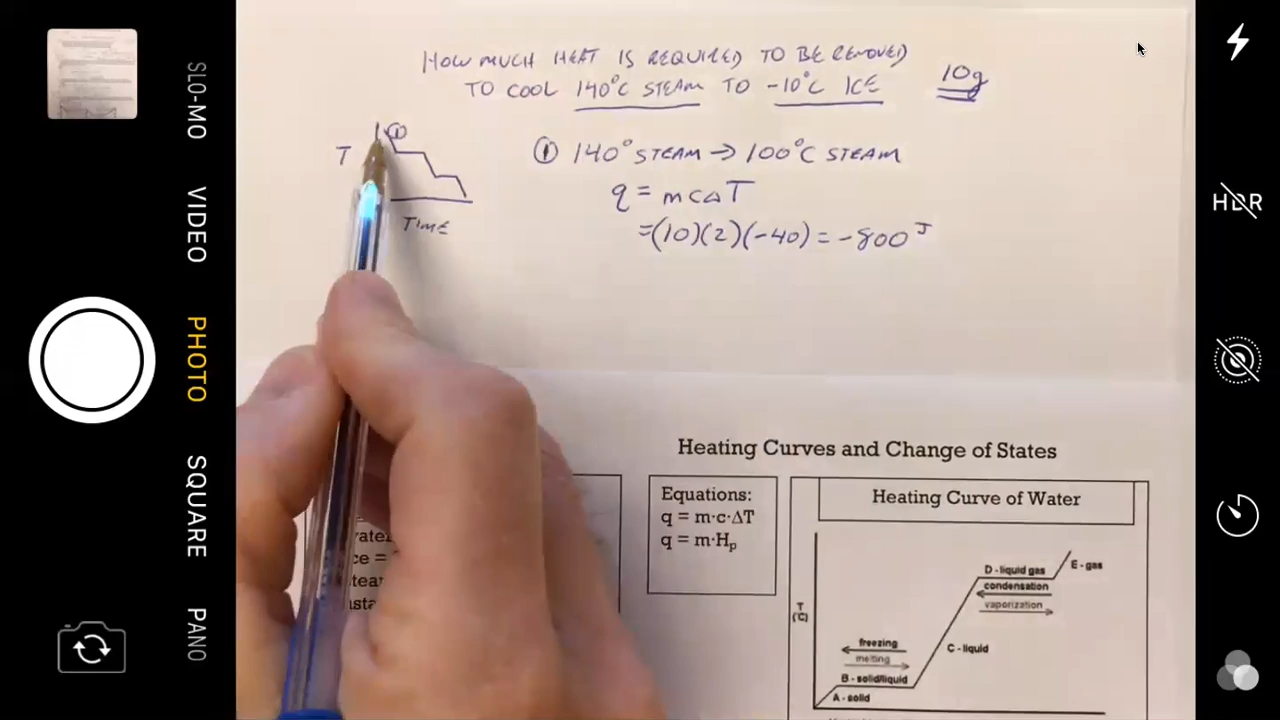 HOW MUCH HEAT IS REQUIRED TO BE REMOVED
TO COOL 140°C STEAM TO -10°C ICE
10g
T
①
TIME
① 140° STEAM → 100°C STEAM
q = mcΔT
=(10)(2)(-40) = -800 J
Heating Curves and Change of States
Equations:
q = m·c·ΔT
q = m·Hp
Heating Curve of Water
T
(°C)
E - gas
D - liquid gas
condensation
vaporization
C - liquid
freezing
melting
B - solid/liquid
A - solid
SLO-MO
VIDEO
PHOTO
SQUARE
PANO
HDR